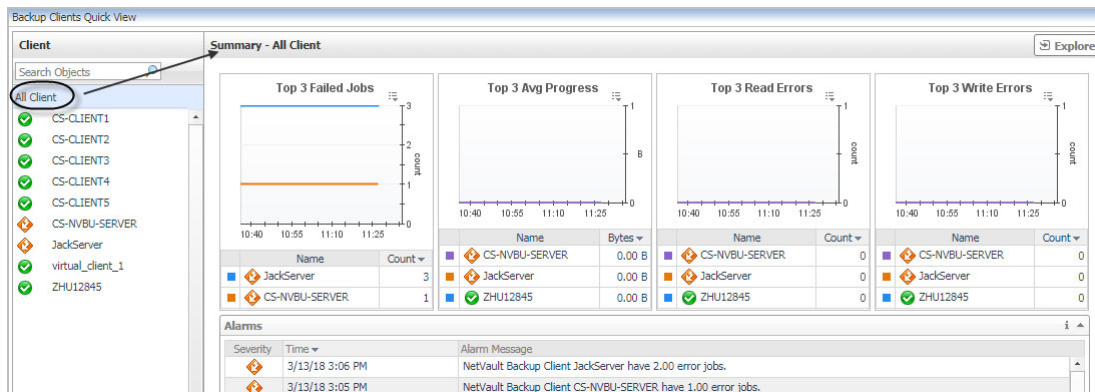 Backup Clients Quick View
Client
Search Objects
All Client
CS-CLIENT1
CS-CLIENT2
CS-CLIENT3
CS-CLIENT4
CS-CLIENT5
CS-NVBU-SERVER
JackServer
virtual_client_1
ZHU12845
Summary - All Client
Explore
Top 3 Failed Jobs
3
2
1
0
count
10:40 10:55 11:10 11:25
Name Count
JackServer 3
CS-NVBU-SERVER 1
Top 3 Avg Progress
1
B
0
10:40 10:55 11:10 11:25
Name Bytes
CS-NVBU-SERVER 0.00 B
JackServer 0.00 B
ZHU12845 0.00 B
Top 3 Read Errors
1
count
0
10:40 10:55 11:10 11:25
Name Count
CS-NVBU-SERVER 0
JackServer 0
ZHU12845 0
Top 3 Write Errors
1
count
0
10:40 10:55 11:10 11:25
Name Count
CS-NVBU-SERVER 0
JackServer 0
ZHU12845 0
Alarms
Severity Time Alarm Message
3/13/18 3:06 PM NetVault Backup Client JackServer have 2.00 error jobs.
3/13/18 3:05 PM NetVault Backup Client CS-NVBU-SERVER have 1.00 error jobs.